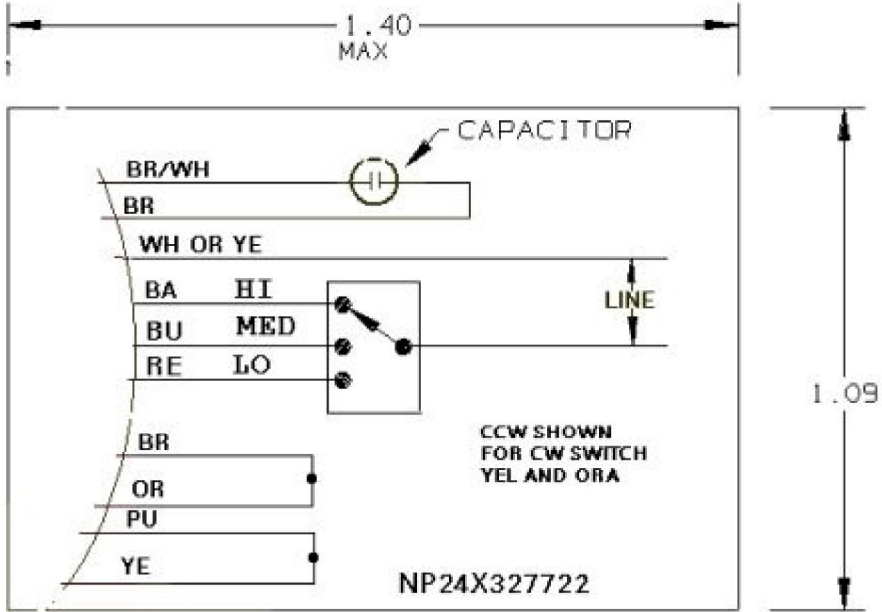 1.40
MAX
CAPACITOR
BR/WH
BR
WH OR YE
BA HI
LINE
BU MED
RE LO
1.09
CCW SHOWN
FOR CW SWITCH
YEL AND ORA
BR
OR
PU
YE
NP24X327722